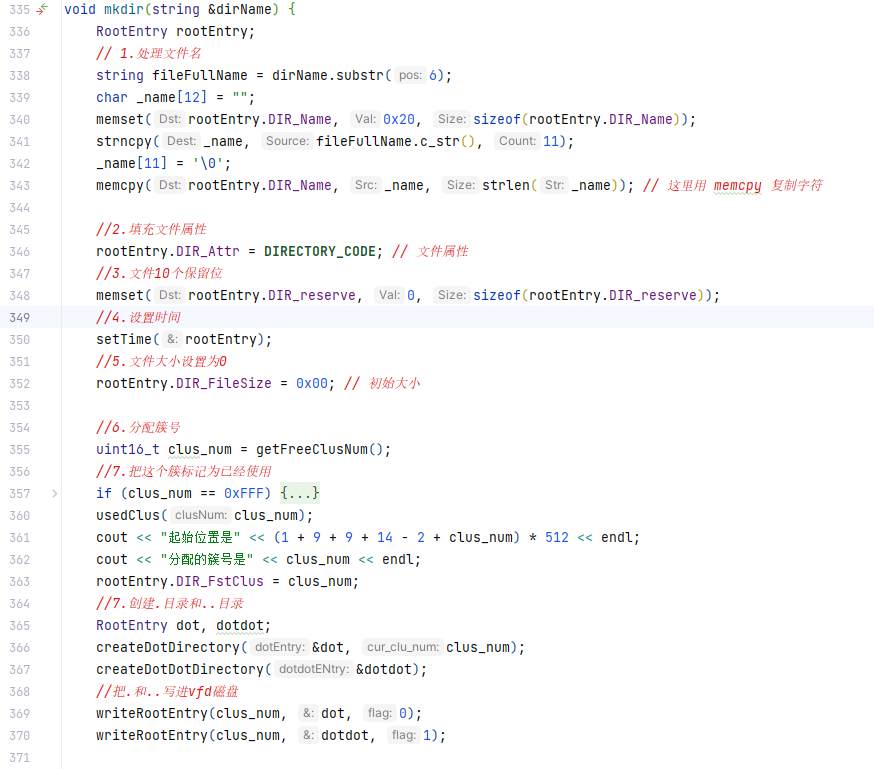 335 void mkdir(string &dirName) {
336 RootEntry rootEntry;
337 // 1.处理文件名
338 string fileFullName = dirName.substr( pos: 6);
339 char _name[12] = "";
340 memset( Dst: rootEntry.DIR_Name, Val: 0x20, Size: sizeof(rootEntry.DIR_Name));
341 strncpy( Dest: _name, Source: fileFullName.c_str(), Count: 11);
342 _name[11] = '\0';
343 memcpy( Dst: rootEntry.DIR_Name, Src: _name, Size: strlen( Str: _name)); // 这里用 memcpy 复制字符
344
345 //2.填充文件属性
346 rootEntry.DIR_Attr = DIRECTORY_CODE; // 文件属性
347 //3.文件10个保留位
348 memset( Dst: rootEntry.DIR_reserve, Val: 0, Size: sizeof(rootEntry.DIR_reserve));
349 //4.设置时间
350 setTime( &: rootEntry);
351 //5.文件大小设置为0
352 rootEntry.DIR_FileSize = 0x00; // 初始大小
353
354 //6.分配簇号
355 uint16_t clus_num = getFreeClusNum();
356 //7.把这个簇标记为已经使用
357 if (clus_num == 0xFFF) {...}
360 usedClus( clusNum: clus_num);
361 cout << "起始位置是" << (1 + 9 + 9 + 14 - 2 + clus_num) * 512 << endl;
362 cout << "分配的簇号是" << clus_num << endl;
363 rootEntry.DIR_FstClus = clus_num;
364 //7.创建.目录和..目录
365 RootEntry dot, dotdot;
366 createDotDirectory( dotEntry: &dot, cur_clu_num: clus_num);
367 createDotDotDirectory( dotdotENtry: &dotdot);
368 //把.和..写进vfd磁盘
369 writeRootEntry(clus_num, &: dot, flag: 0);
370 writeRootEntry(clus_num, &: dotdot, flag: 1);
371